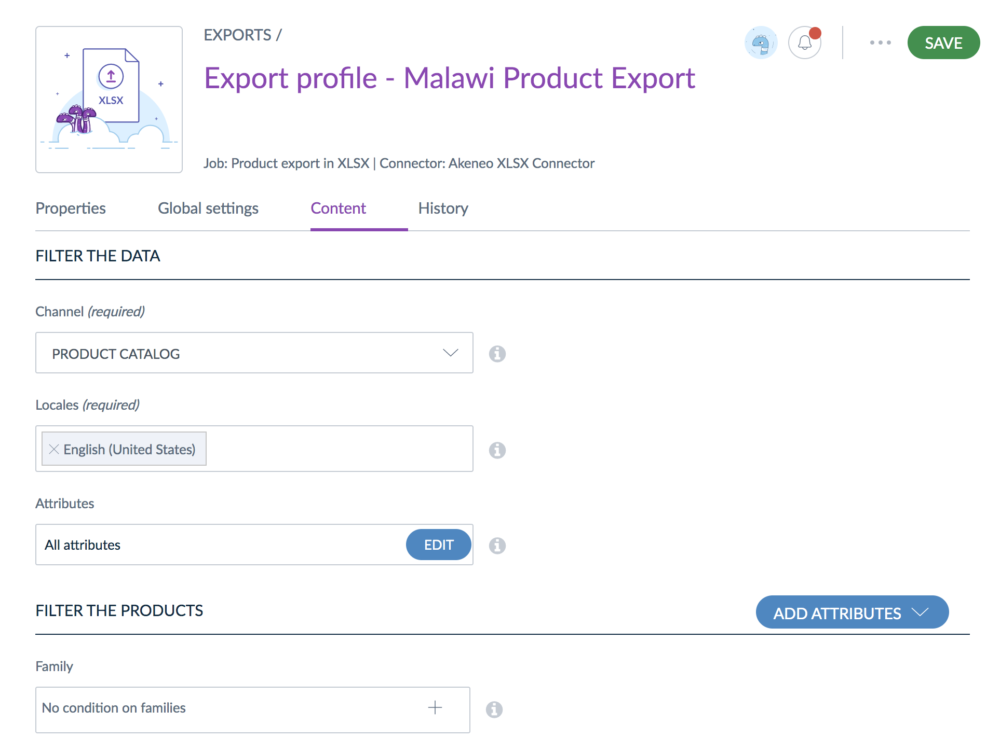 EXPORTS /
SAVE
XLSX
Export profile - Malawi Product Export
Job: Product export in XLSX | Connector: Akeneo XLSX Connector
Properties Global settings Content History
FILTER THE DATA
Channel (required)
PRODUCT CATALOG
Locales (required)
English (United States)
Attributes
All attributes EDIT
FILTER THE PRODUCTS ADD ATTRIBUTES
Family
No condition on families